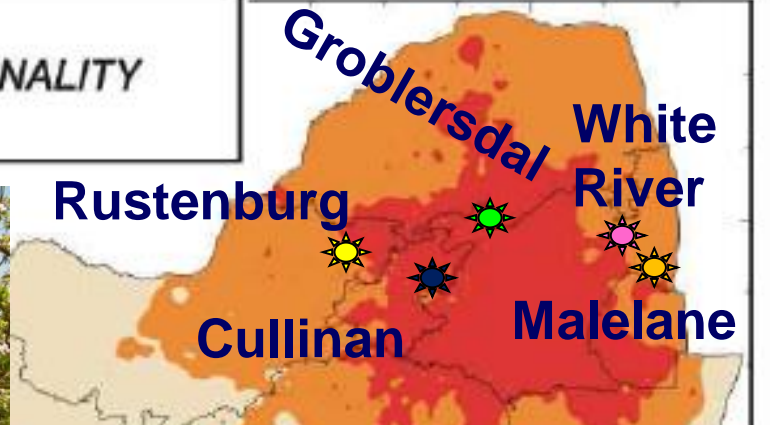 NALITY
Groblersdal
White
River
Rustenburg
Cullinan
Malelane